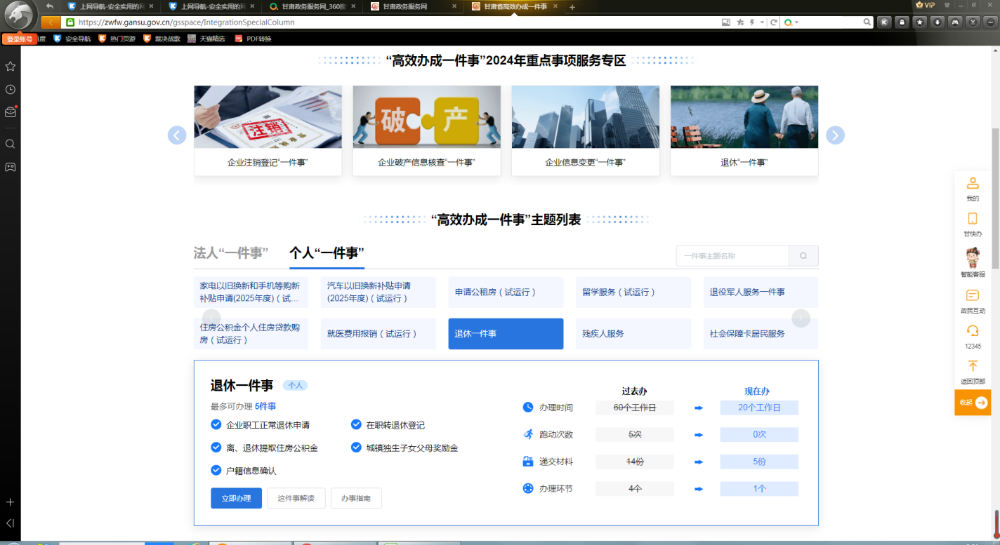 上网导航-安全实用的网
上网导航-安全实用的网
甘肃政务服务网_360搜
甘肃政务服务网
甘肃省高效办成一件事
VIP
https://zwfw.gansu.gov.cn/gsspace/IntegrationSpecialColumn
登录账号
度
安全导航
热门页游
裁决战歌
天猫精选
PDF转换
“高效办成一件事”2024年重点事项服务专区
注销
破
产
企业注销登记“一件事”
企业破产信息核查“一件事”
企业信息变更“一件事”
退休“一件事”
“高效办成一件事”主题列表
法人“一件事”
个人“一件事”
一件事主题名称
家电以旧换新和手机等购新
补贴申请(2025年度)（试...
汽车以旧换新补贴申请
(2025年度)（试运行）
申请公租房（试运行）
留学服务（试运行）
退役军人服务一件事
住房公积金个人住房贷款购
房（试运行）
就医费用报销（试运行）
退休一件事
残疾人服务
社会保障卡居民服务
退休一件事
个人
最多可办理 5件事
企业职工正常退休申请
在职转退休登记
离、退休提取住房公积金
城镇独生子女父母奖励金
户籍信息确认
立即办理
这件事解读
办事指南
过去办
现在办
办理时间
60个工作日
20个工作日
跑动次数
5次
0次
递交材料
14份
5份
办理环节
4个
1个
我的
甘快办
智能客服
政民互动
12345
返回顶部
收起